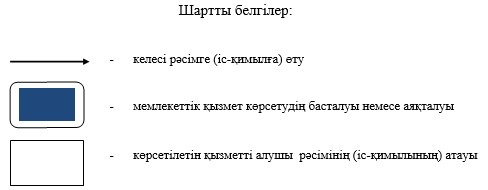 Шартты белгілер:
- келесі рәсімге (іс-қимылға) өту
- мемлекеттік қызмет көрсетудің басталуы немесе аяқталуы
- көрсетілетін қызметті алушы рәсімінің (іс-қимылының) атауы